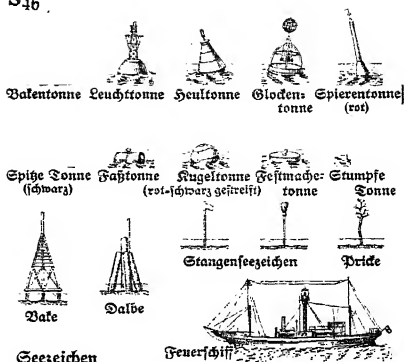 S46.
Bakentonne Leuchttonne Heultonne Glocken- Spierentonne
tonne (rot)
Spitze Tonne Faßtonne Kugeltonne Festmache- Stumpfe
(schwarz) (rot-schwarz gestreift) tonne Tonne
Stangenseezeichen Pricke
Bake Dalbe
Seezeichen Feuerschiff